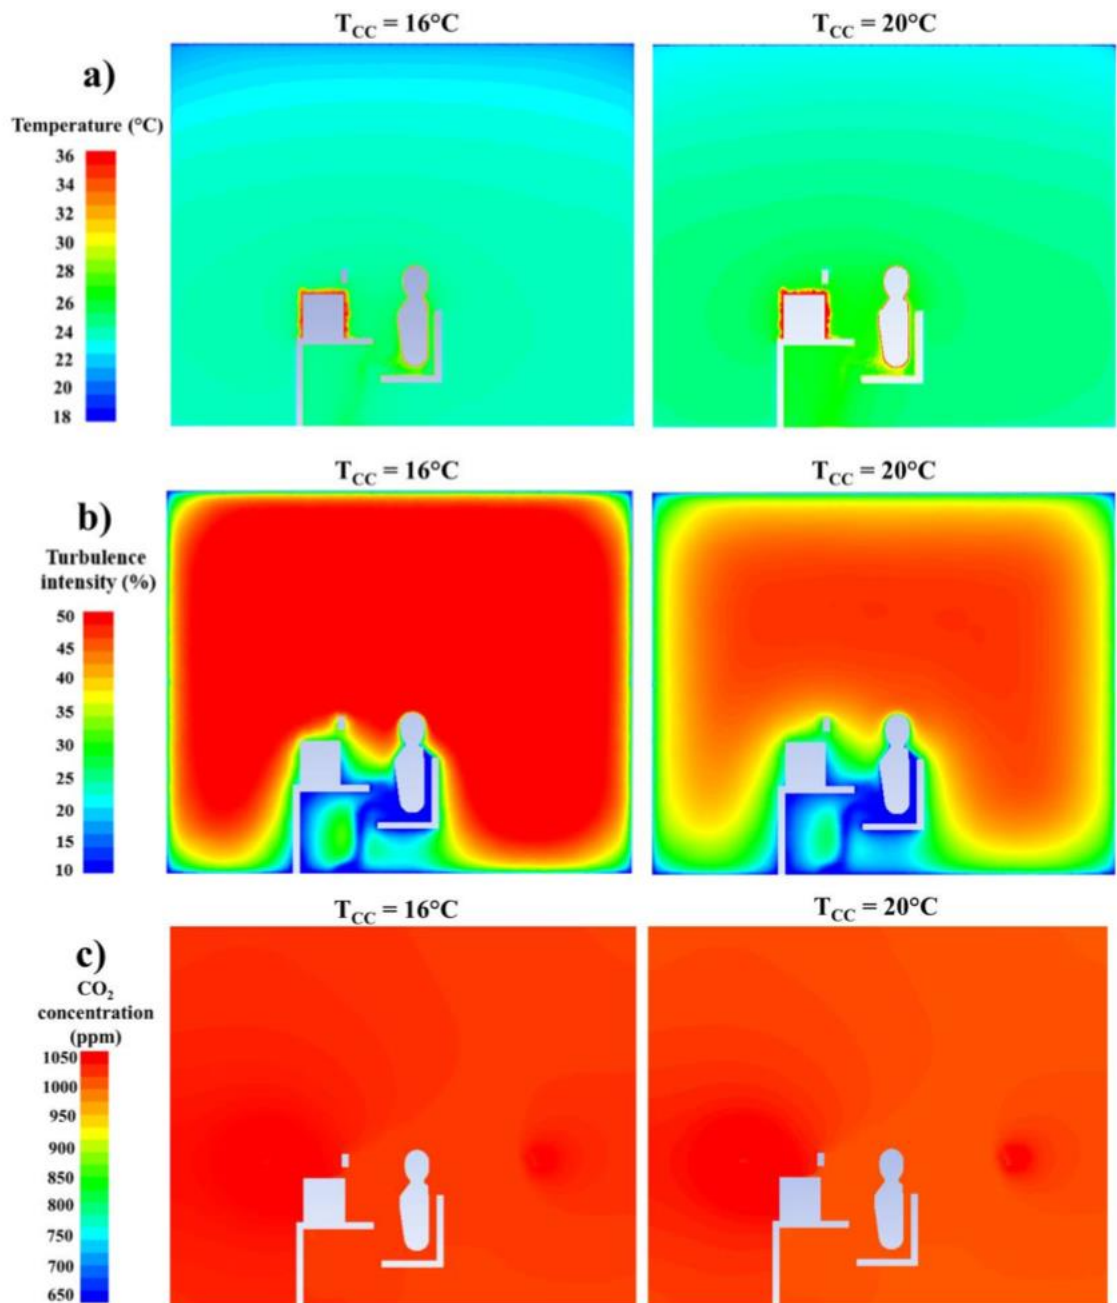 T_CC = 16°C
T_CC = 20°C
a)
Temperature (°C)
36
34
32
30
28
26
24
22
20
18
T_CC = 16°C
T_CC = 20°C
b)
Turbulence
intensity (%)
50
45
40
35
30
25
20
15
10
T_CC = 16°C
T_CC = 20°C
c)
CO₂
concentration
(ppm)
1050
1000
950
900
850
800
750
700
650